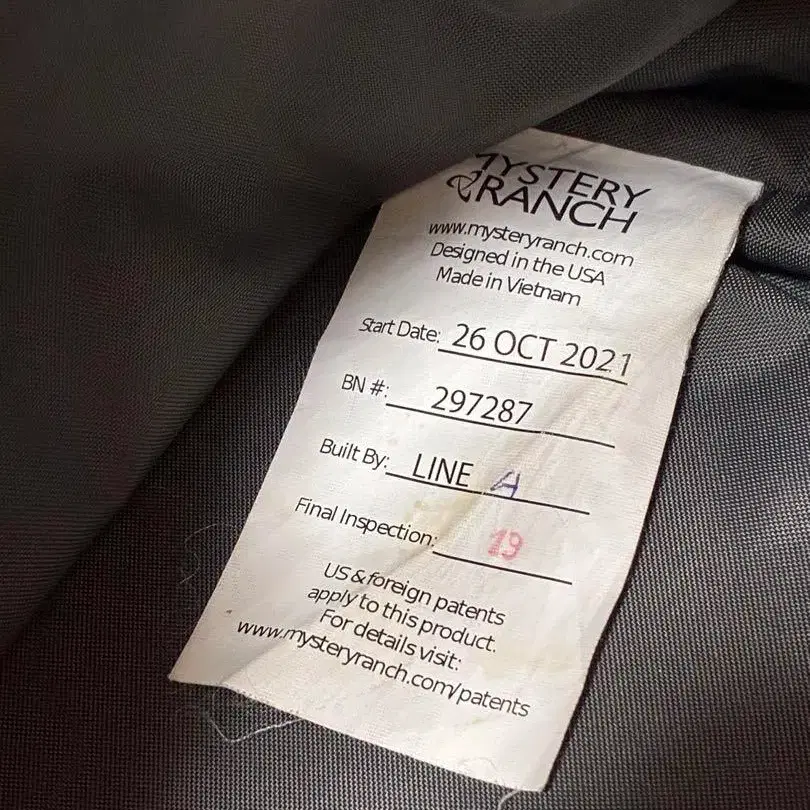 MYSTERY
RANCH
www.mysteryranch.com
Designed in the USA
Made in Vietnam
Start Date: 26 OCT 2021
BN #: 297287
Built By: LINE A
Final Inspection: 19
US & foreign patents
apply to this product.
For details visit:
www.mysteryranch.com/patents